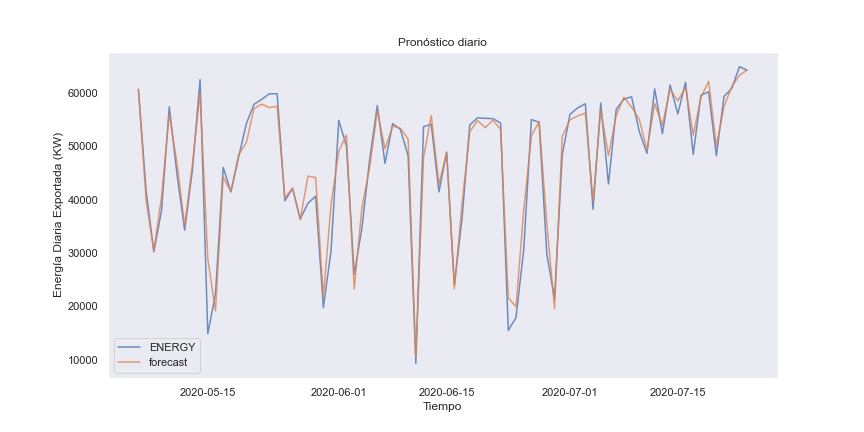 Pronóstico diario
Energía Diaria Exportada (KW)
60000
50000
40000
30000
20000
10000
ENERGY
forecast
2020-05-15
2020-06-01
2020-06-15
2020-07-01
2020-07-15
Tiempo